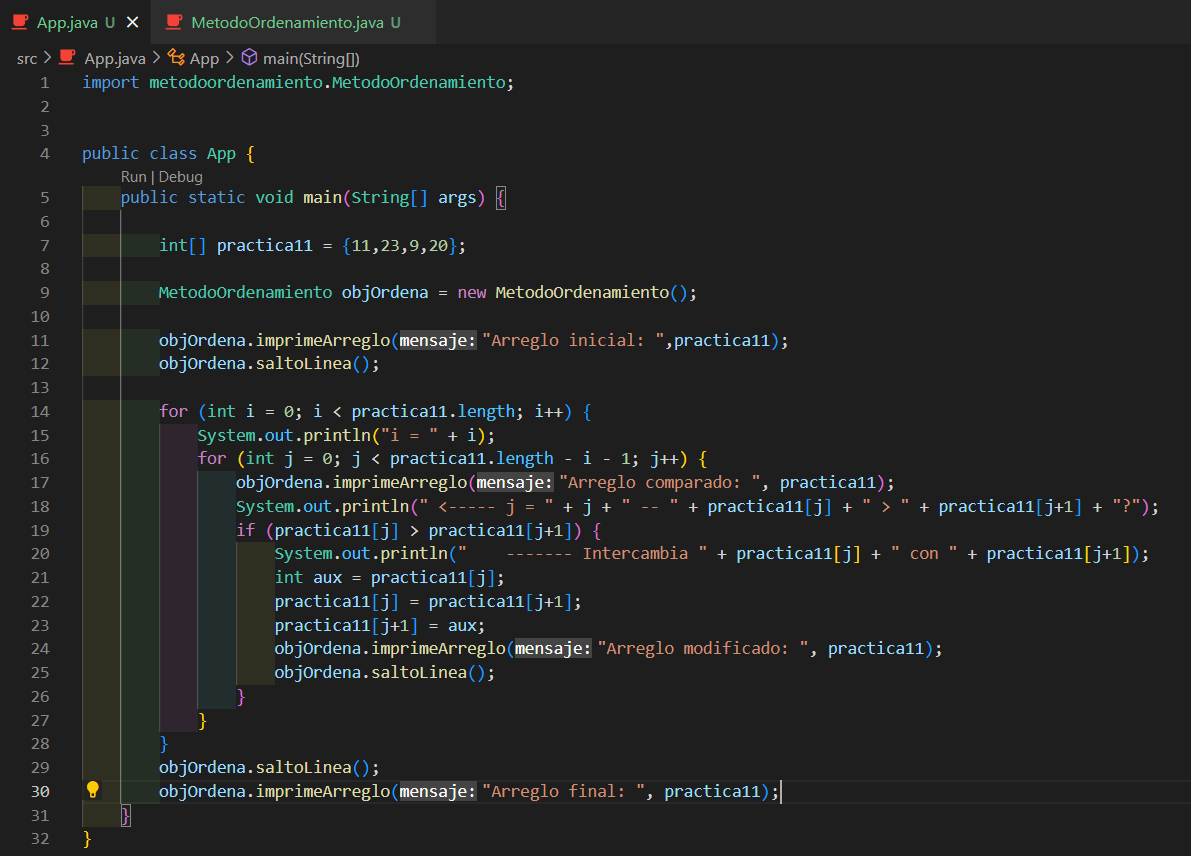 App.java U ✕ MetodoOrdenamiento.java U
src > App.java > App > main(String[])
1 import metodoordenamiento.MetodoOrdenamiento;
2
3
4 public class App {
Run | Debug
5 public static void main(String[] args) {
6
7 int[] practica11 = {11,23,9,20};
8
9 MetodoOrdenamiento objOrdena = new MetodoOrdenamiento();
10
11 objOrdena.imprimeArreglo(mensaje: "Arreglo inicial: ",practica11);
12 objOrdena.saltoLinea();
13
14 for (int i = 0; i < practica11.length; i++) {
15 System.out.println("i = " + i);
16 for (int j = 0; j < practica11.length - i - 1; j++) {
17 objOrdena.imprimeArreglo(mensaje: "Arreglo comparado: ", practica11);
18 System.out.println(" <----- j = " + j + " -- " + practica11[j] + " > " + practica11[j+1] + "?");
19 if (practica11[j] > practica11[j+1]) {
20 System.out.println("    ------- Intercambia " + practica11[j] + " con " + practica11[j+1]);
21 int aux = practica11[j];
22 practica11[j] = practica11[j+1];
23 practica11[j+1] = aux;
24 objOrdena.imprimeArreglo(mensaje: "Arreglo modificado: ", practica11);
25 objOrdena.saltoLinea();
26 }
27 }
28 }
29 objOrdena.saltoLinea();
30 objOrdena.imprimeArreglo(mensaje: "Arreglo final: ", practica11);
31 }
32 }